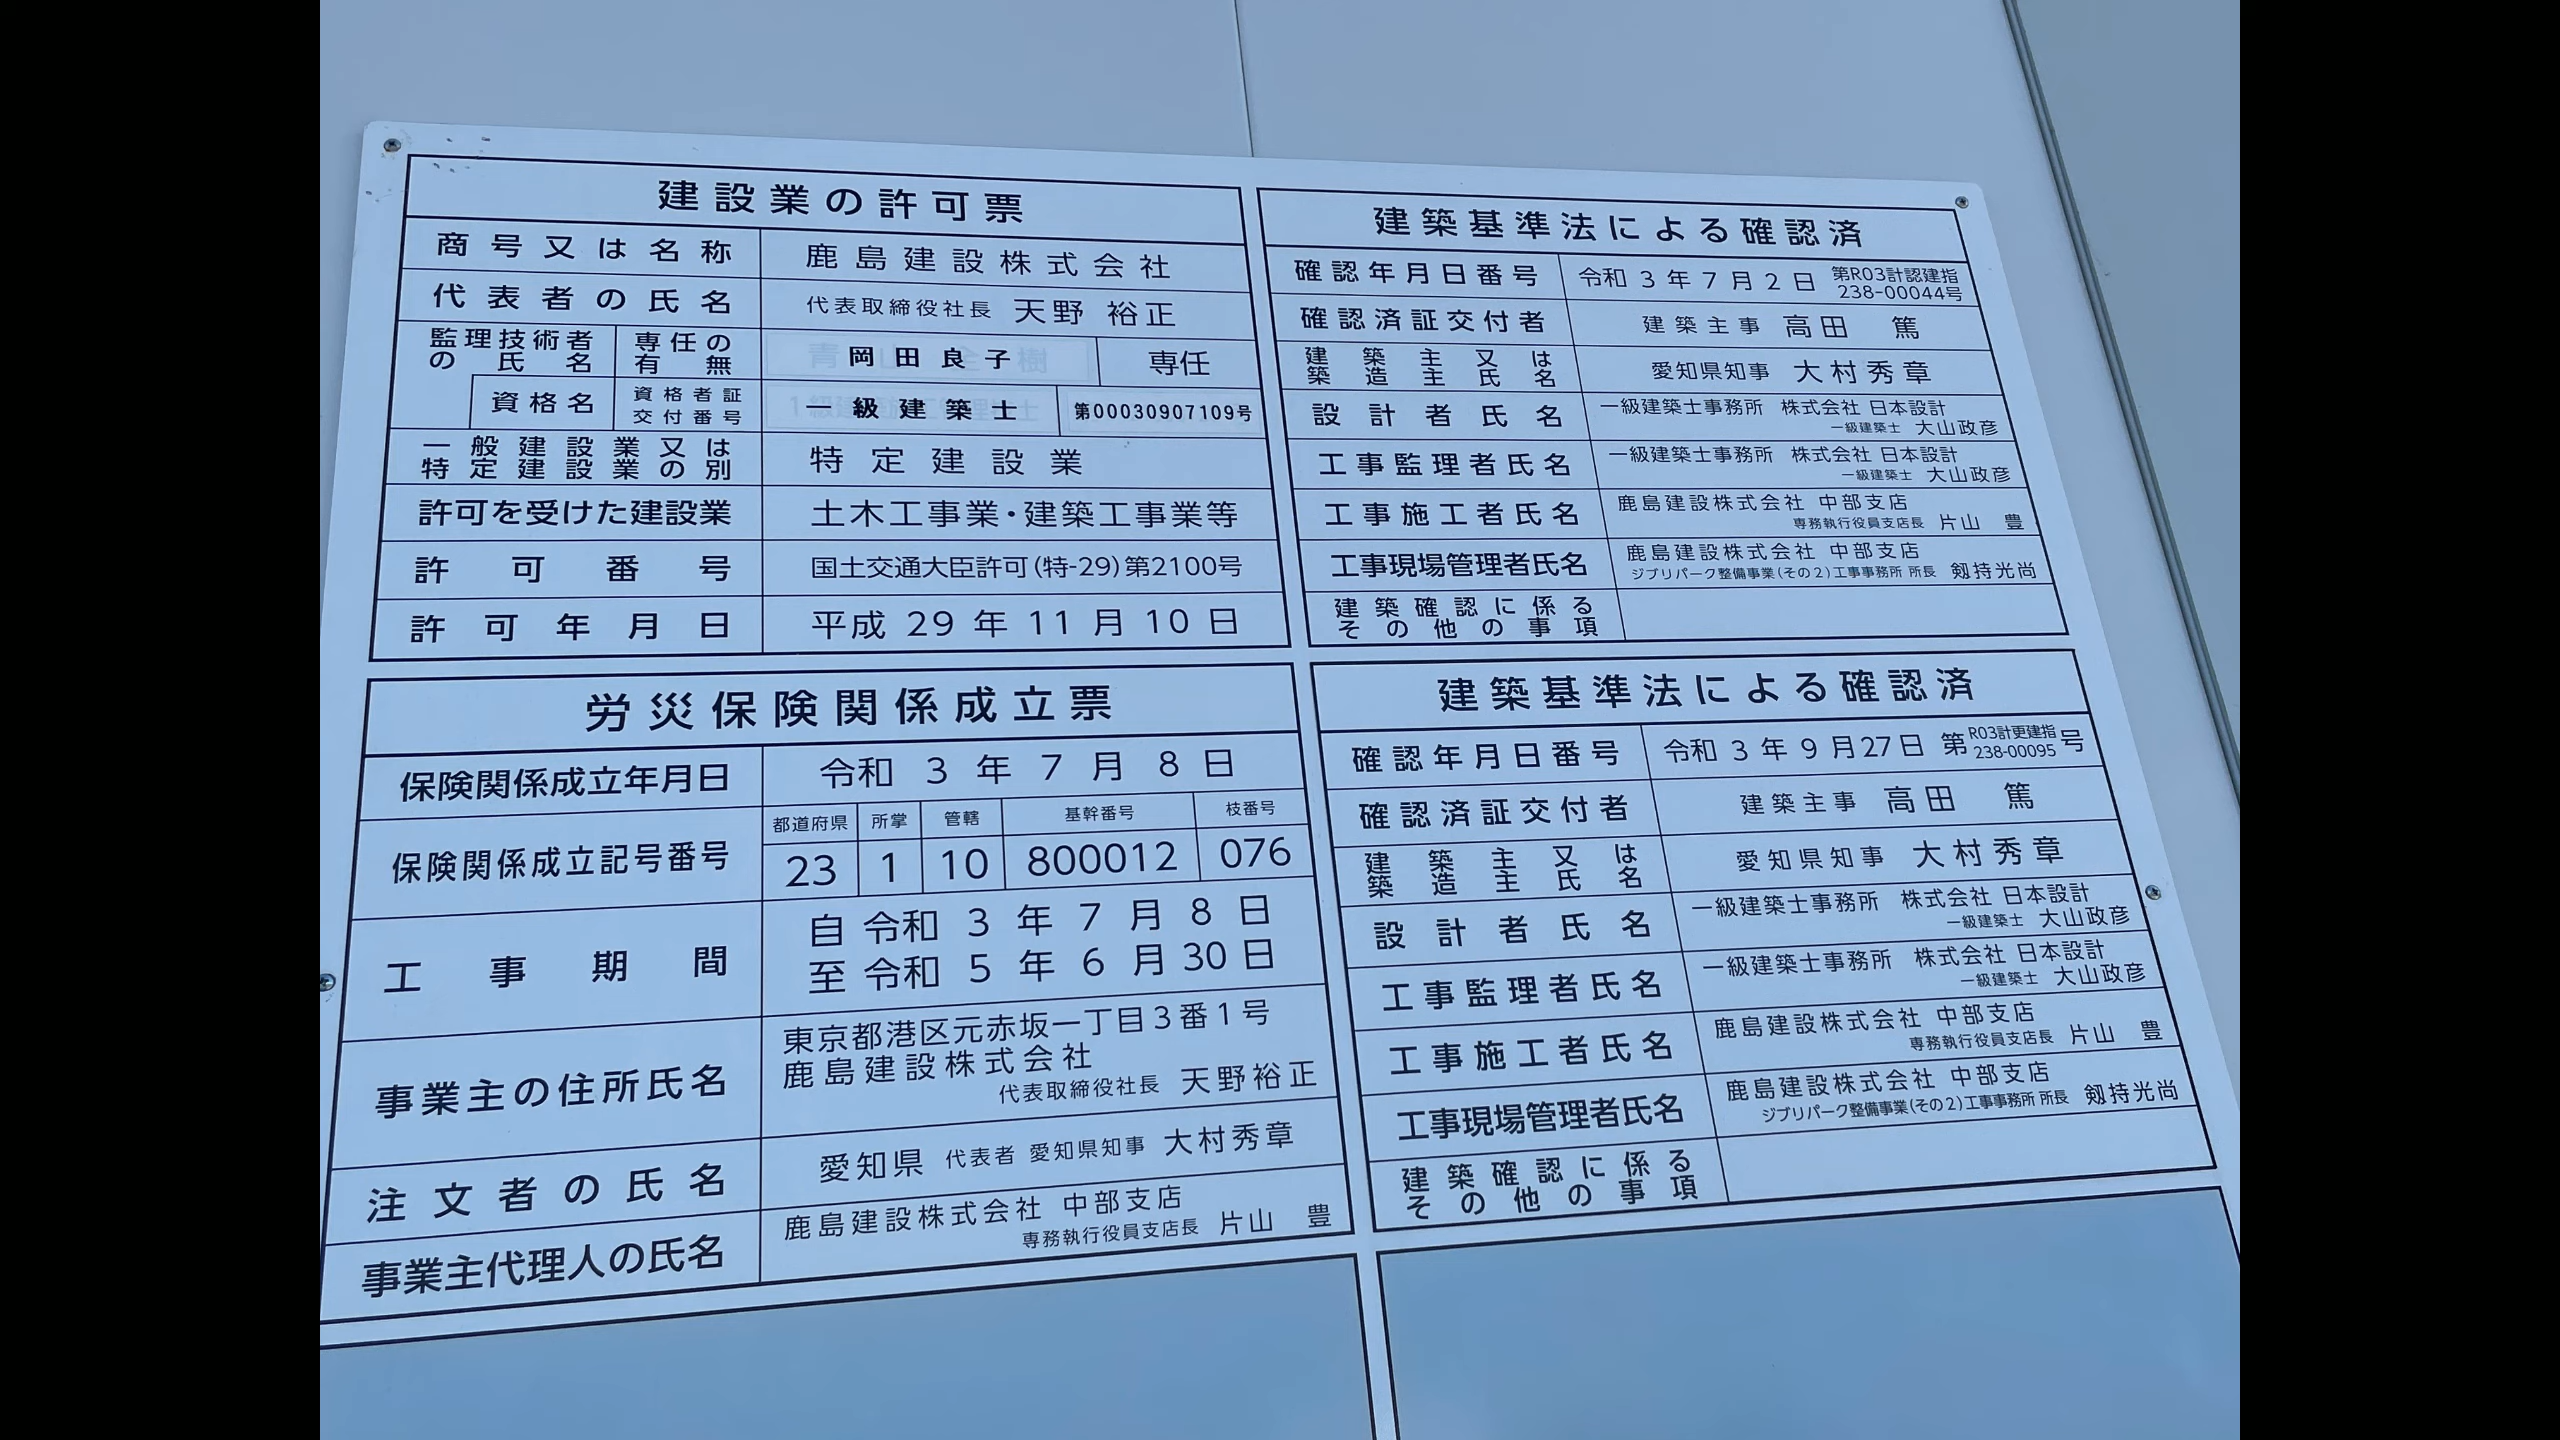 建設業の許可票
商号又は名称 鹿島建設株式会社
代表者の氏名 代表取締役社長 天野 裕正
監理技術者の氏名 専任の有無 岡田良子 専任
資格名 資格者証交付番号 一級建築士 第00030907109号
一般建設業又は特定建設業の別 特定建設業
許可を受けた建設業 土木工事業・建築工事業等
許可番号 国土交通大臣許可(特-29)第2100号
許可年月日 平成29年11月10日
労災保険関係成立票
保険関係成立年月日 令和3年7月8日
保険関係成立記号番号 都道府県 所掌 管轄 基幹番号 枝番号
23 1 10 800012 076
工事期間 自 令和3年7月8日
至 令和5年6月30日
事業主の住所氏名 東京都港区元赤坂一丁目3番1号
鹿島建設株式会社
代表取締役社長 天野裕正
注文者の氏名 愛知県 代表者 愛知県知事 大村秀章
事業主代理人の氏名 鹿島建設株式会社 中部支店
専務執行役員支店長 片山 豊
建築基準法による確認済
確認年月日番号 令和3年7月2日 第R03計認建指238-00044号
確認済証交付者 建築主事 高田 篤
建築主又は築造主氏名 愛知県知事 大村秀章
設計者氏名 一級建築士事務所 株式会社 日本設計
一級建築士 大山政彦
工事監理者氏名 一級建築士事務所 株式会社 日本設計
一級建築士 大山政彦
工事施工者氏名 鹿島建設株式会社 中部支店
専務執行役員支店長 片山 豊
工事現場管理者氏名 鹿島建設株式会社 中部支店
ジブリパーク整備事業(その2)工事事務所 所長 剱持光尚
建築確認に係るその他の事項
建築基準法による確認済
確認年月日番号 令和3年9月27日 第R03計更建指238-00095号
確認済証交付者 建築主事 高田 篤
建築主又は築造主氏名 愛知県知事 大村秀章
設計者氏名 一級建築士事務所 株式会社 日本設計
一級建築士 大山政彦
工事監理者氏名 一級建築士事務所 株式会社 日本設計
一級建築士 大山政彦
工事施工者氏名 鹿島建設株式会社 中部支店
専務執行役員支店長 片山 豊
工事現場管理者氏名 鹿島建設株式会社 中部支店
ジブリパーク整備事業(その2)工事事務所 所長 剱持光尚
建築確認に係るその他の事項